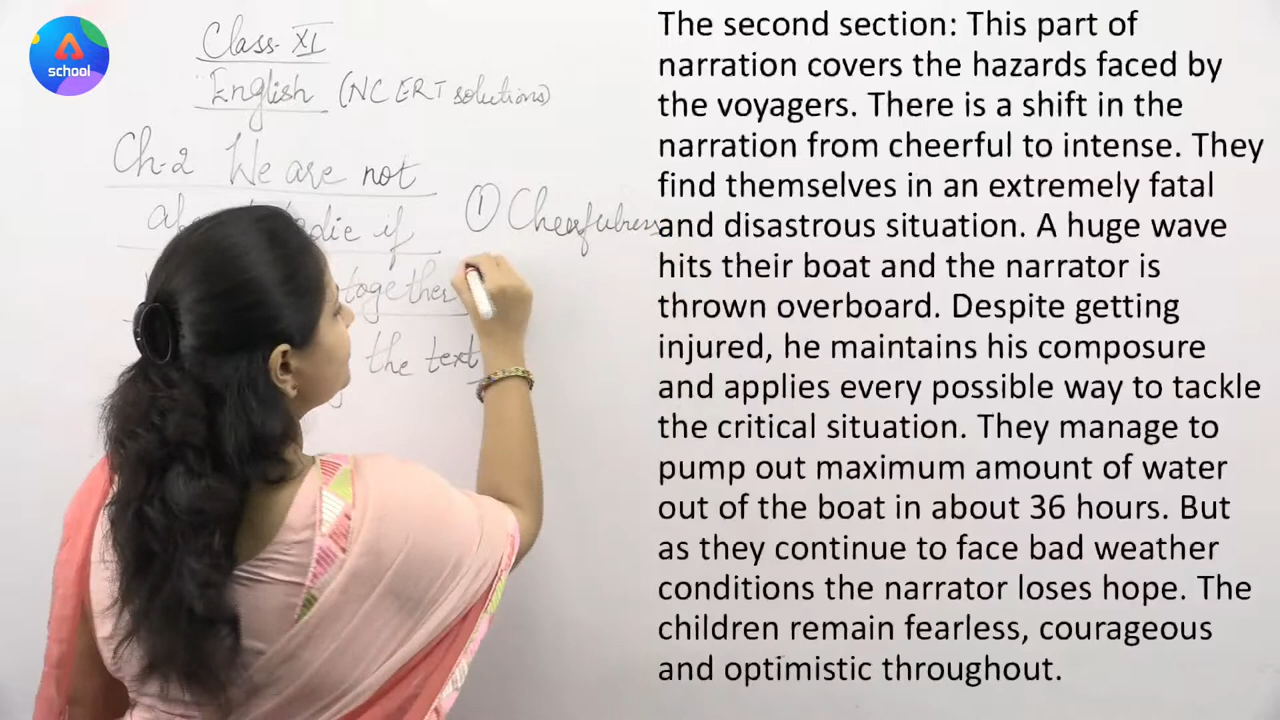 A
school
Class-XI
English (NCERT solutions)
Ch-2 We are not
die if
① Cheerfulness
together
the text
The second section: This part of
narration covers the hazards faced by
the voyagers. There is a shift in the
narration from cheerful to intense. They
find themselves in an extremely fatal
and disastrous situation. A huge wave
hits their boat and the narrator is
thrown overboard. Despite getting
injured, he maintains his composure
and applies every possible way to tackle
the critical situation. They manage to
pump out maximum amount of water
out of the boat in about 36 hours. But
as they continue to face bad weather
conditions the narrator loses hope. The
children remain fearless, courageous
and optimistic throughout.